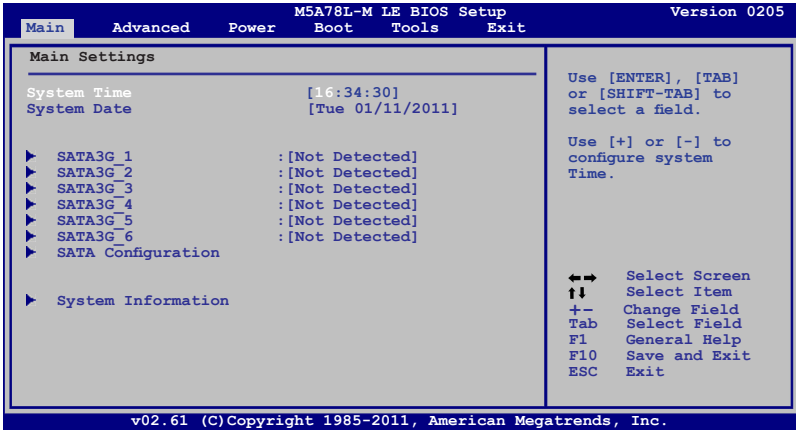 M5A78L-M LE BIOS Setup Version 0205
Main Advanced Power Boot Tools Exit
Main Settings
System Time [16:34:30]
System Date [Tue 01/11/2011]
SATA3G_1 :[Not Detected]
SATA3G_2 :[Not Detected]
SATA3G_3 :[Not Detected]
SATA3G_4 :[Not Detected]
SATA3G_5 :[Not Detected]
SATA3G_6 :[Not Detected]
SATA Configuration
System Information
Use [ENTER], [TAB]
or [SHIFT-TAB] to
select a field.
Use [+] or [-] to
configure system
Time.
←→ Select Screen
↑↓ Select Item
+- Change Field
Tab Select Field
F1 General Help
F10 Save and Exit
ESC Exit
v02.61 (C)Copyright 1985-2011, American Megatrends, Inc.